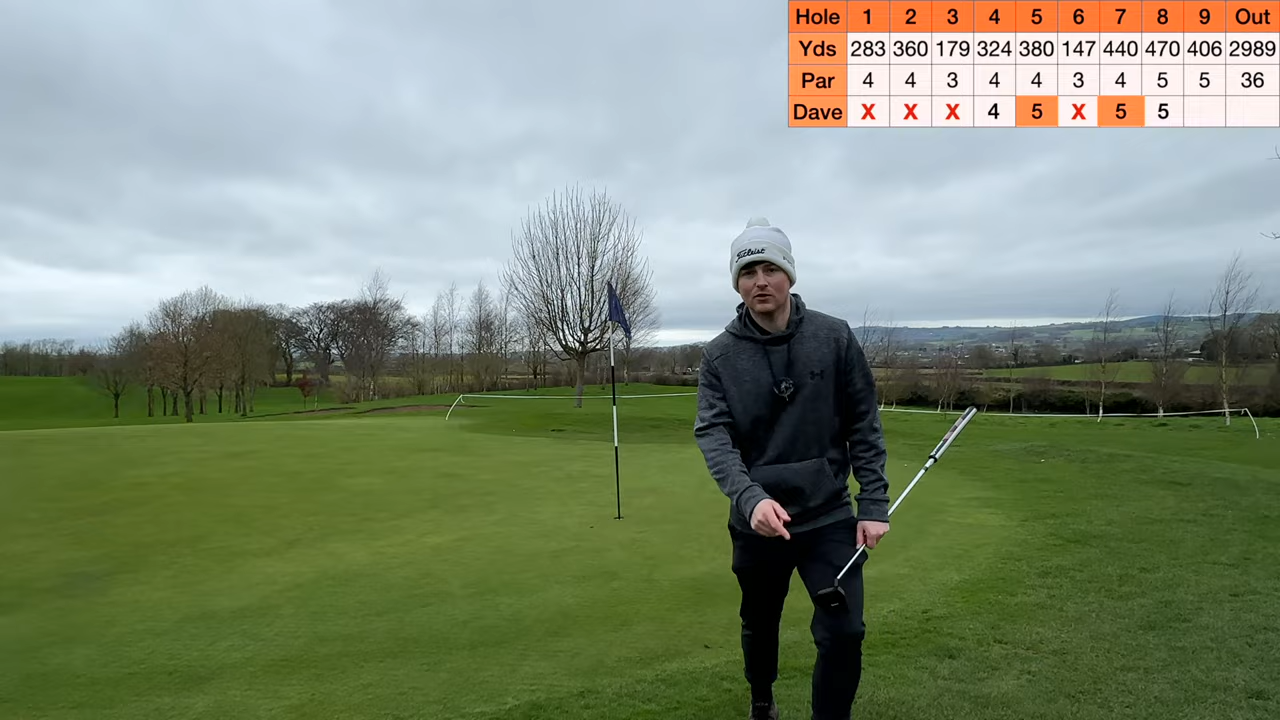 Hole 1 2 3 4 5 6 7 8 9 Out
Yds 283 360 179 324 380 147 440 470 406 2989
Par 4 4 3 4 4 3 4 5 5 36
Dave X X X 4 5 X 5 5
Titleist